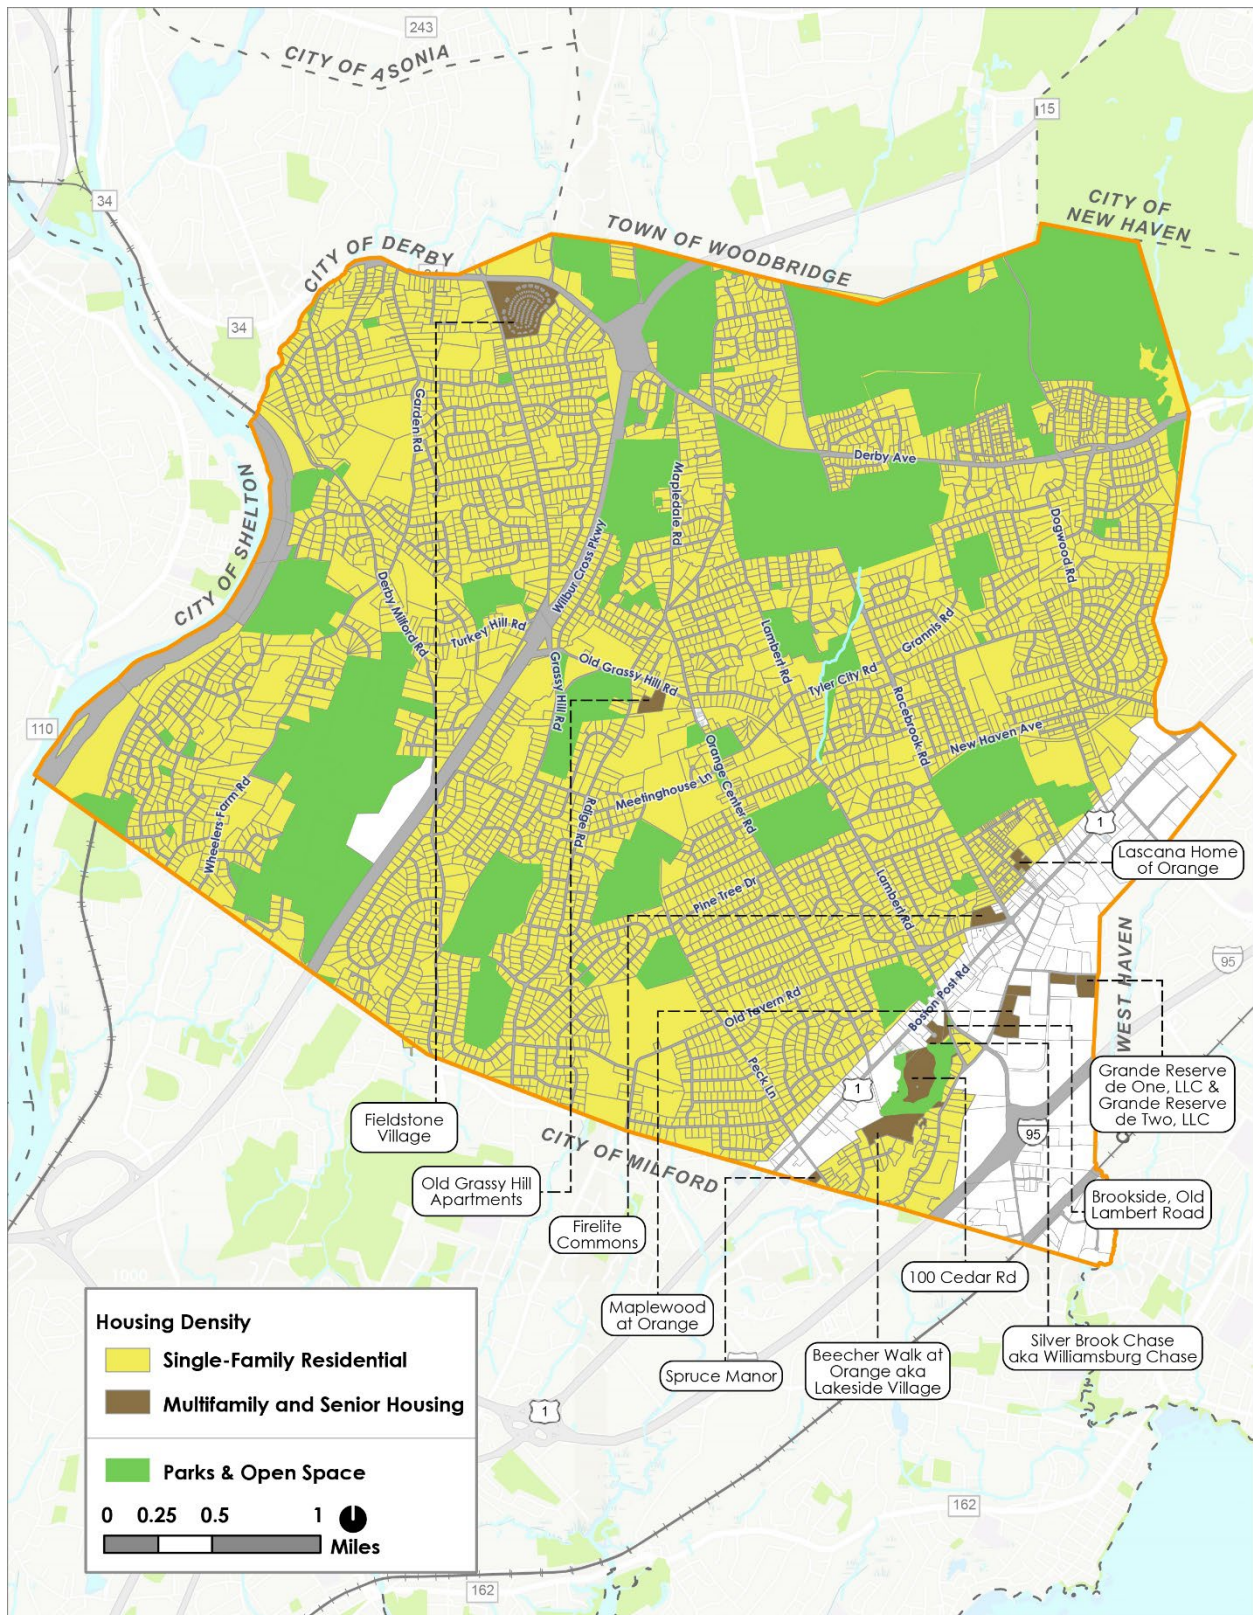 243
CITY OF ASONIA
15
34
CITY OF
NEW HAVEN
CITY OF DERBY
TOWN OF WOODBRIDGE
34
Garden Rd
Derby Ave
Mapledale Rd
CITY OF SHELTON
Dogwood Rd
Wilbur Cross Pkwy
Derby Milford Rd
Turkey Hill Rd
Grannis Rd
Lambert Rd
Old Grassy Hill Rd
Tyler City Rd
Grassy Hill Rd
Racebrook Rd
110
New Haven Ave
Orange Center Rd
Meetinghouse Ln
Rdige Rd
Wheelers Farm Rd
1
Lascana Home
of Orange
Pine Tree Dr
Lambert Rd
WEST HAVEN
95
Boston Post Rd
Old Tavern Rd
Peck Ln
1
Grande Reserve
de One, LLC &
Grande Reserve
de Two, LLC
Fieldstone
Village
95
CITY OF MILFORD
Old Grassy Hill
Apartments
Brookside, Old
Lambert Road
Firelite
Commons
100 Cedar Rd
Maplewood
at Orange
Silver Brook Chase
aka Williamsburg Chase
Spruce Manor
Beecher Walk at
Orange aka
Lakeside Village
Housing Density
Single-Family Residential
Multifamily and Senior Housing
Parks & Open Space
0 0.25 0.5 1
Miles
1
162
162